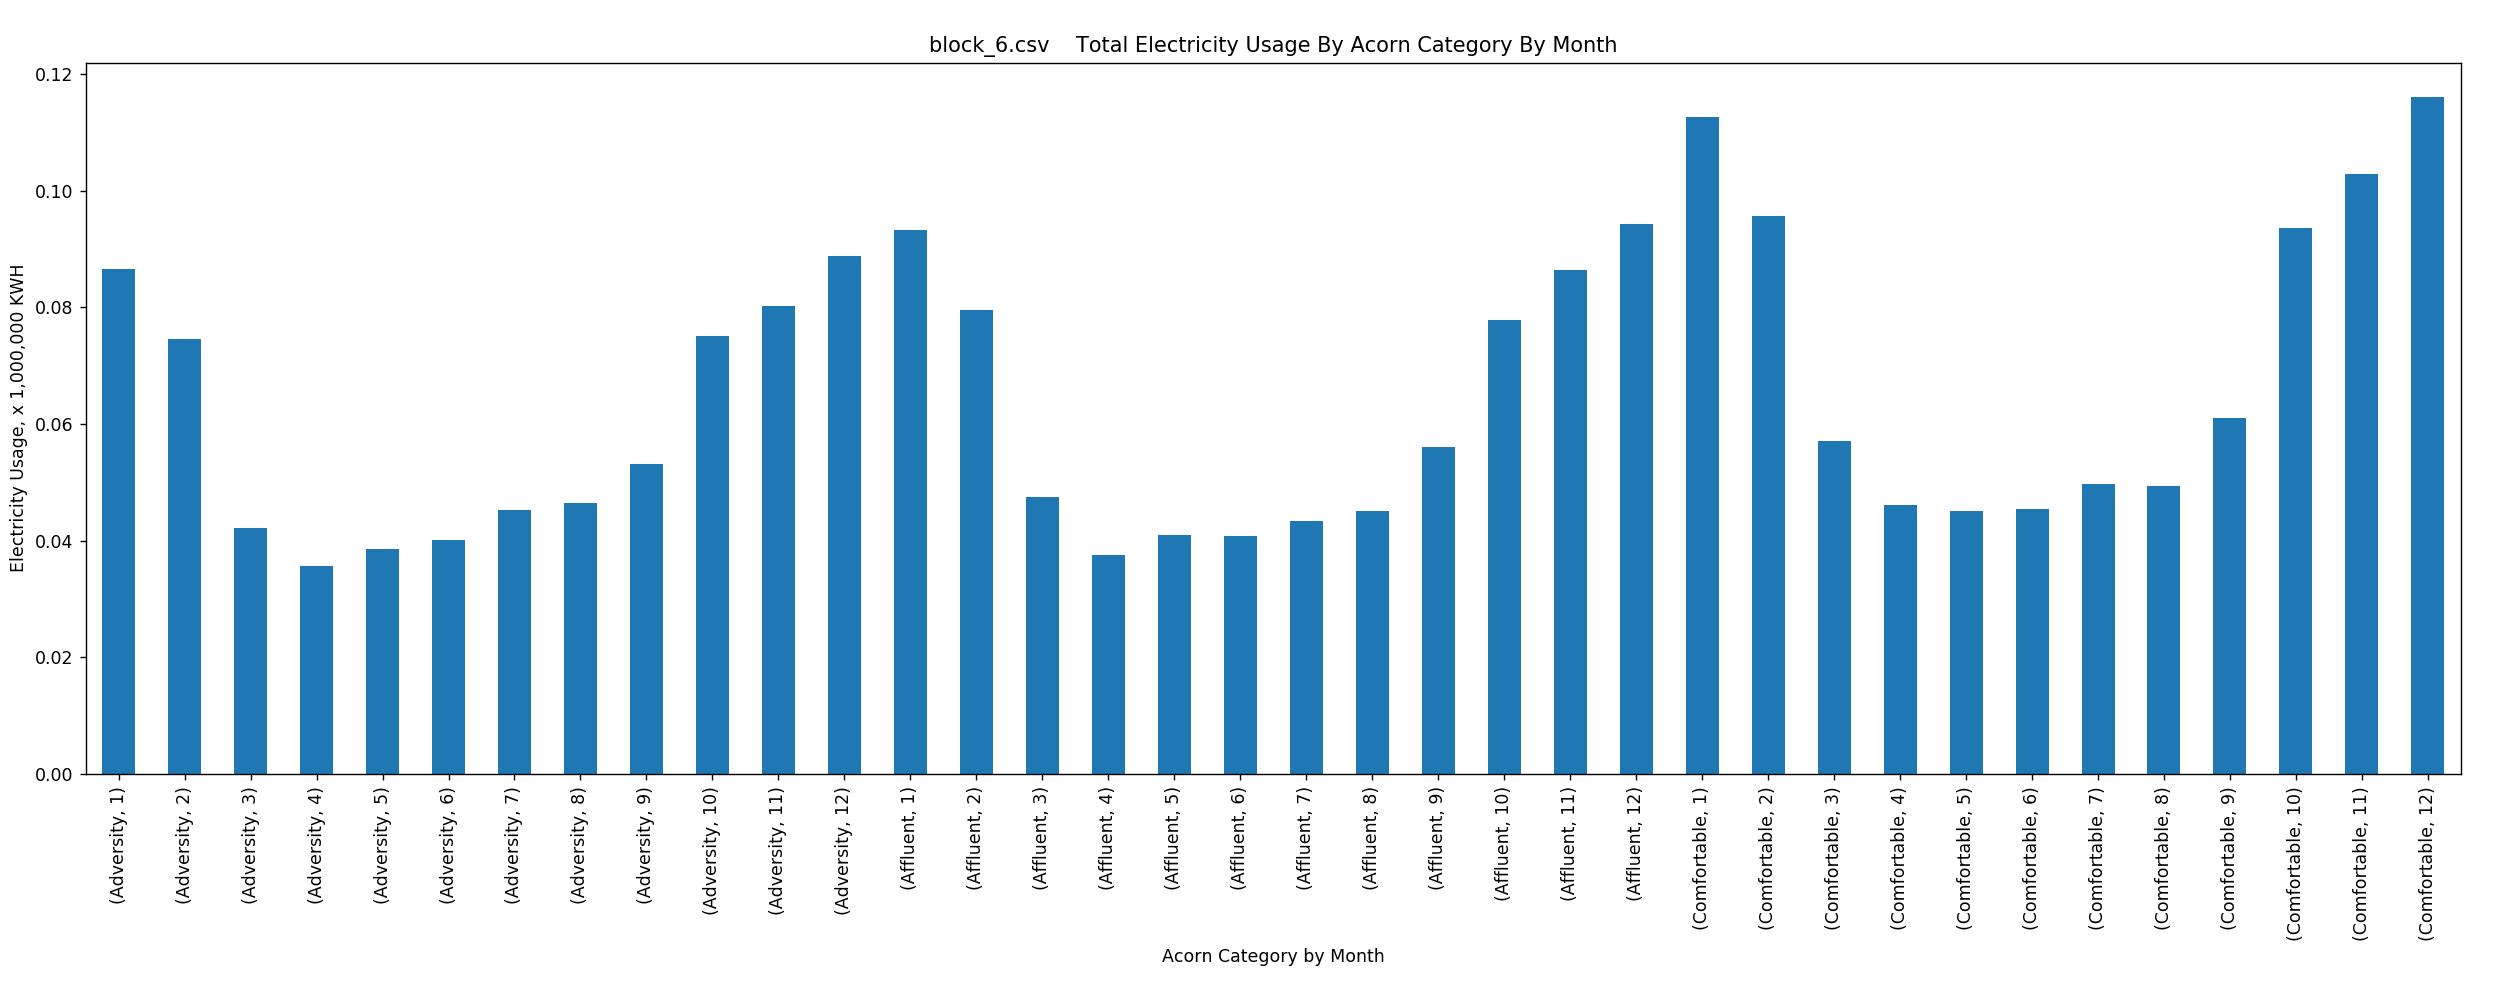 block_6.csv    Total Electricity Usage By Acorn Category By Month
Electricity Usage, x 1,000,000 KWH
0.12
0.10
0.08
0.06
0.04
0.02
0.00
(Adversity, 1)
(Adversity, 2)
(Adversity, 3)
(Adversity, 4)
(Adversity, 5)
(Adversity, 6)
(Adversity, 7)
(Adversity, 8)
(Adversity, 9)
(Adversity, 10)
(Adversity, 11)
(Adversity, 12)
(Affluent, 1)
(Affluent, 2)
(Affluent, 3)
(Affluent, 4)
(Affluent, 5)
(Affluent, 6)
(Affluent, 7)
(Affluent, 8)
(Affluent, 9)
(Affluent, 10)
(Affluent, 11)
(Affluent, 12)
(Comfortable, 1)
(Comfortable, 2)
(Comfortable, 3)
(Comfortable, 4)
(Comfortable, 5)
(Comfortable, 6)
(Comfortable, 7)
(Comfortable, 8)
(Comfortable, 9)
(Comfortable, 10)
(Comfortable, 11)
(Comfortable, 12)
Acorn Category by Month